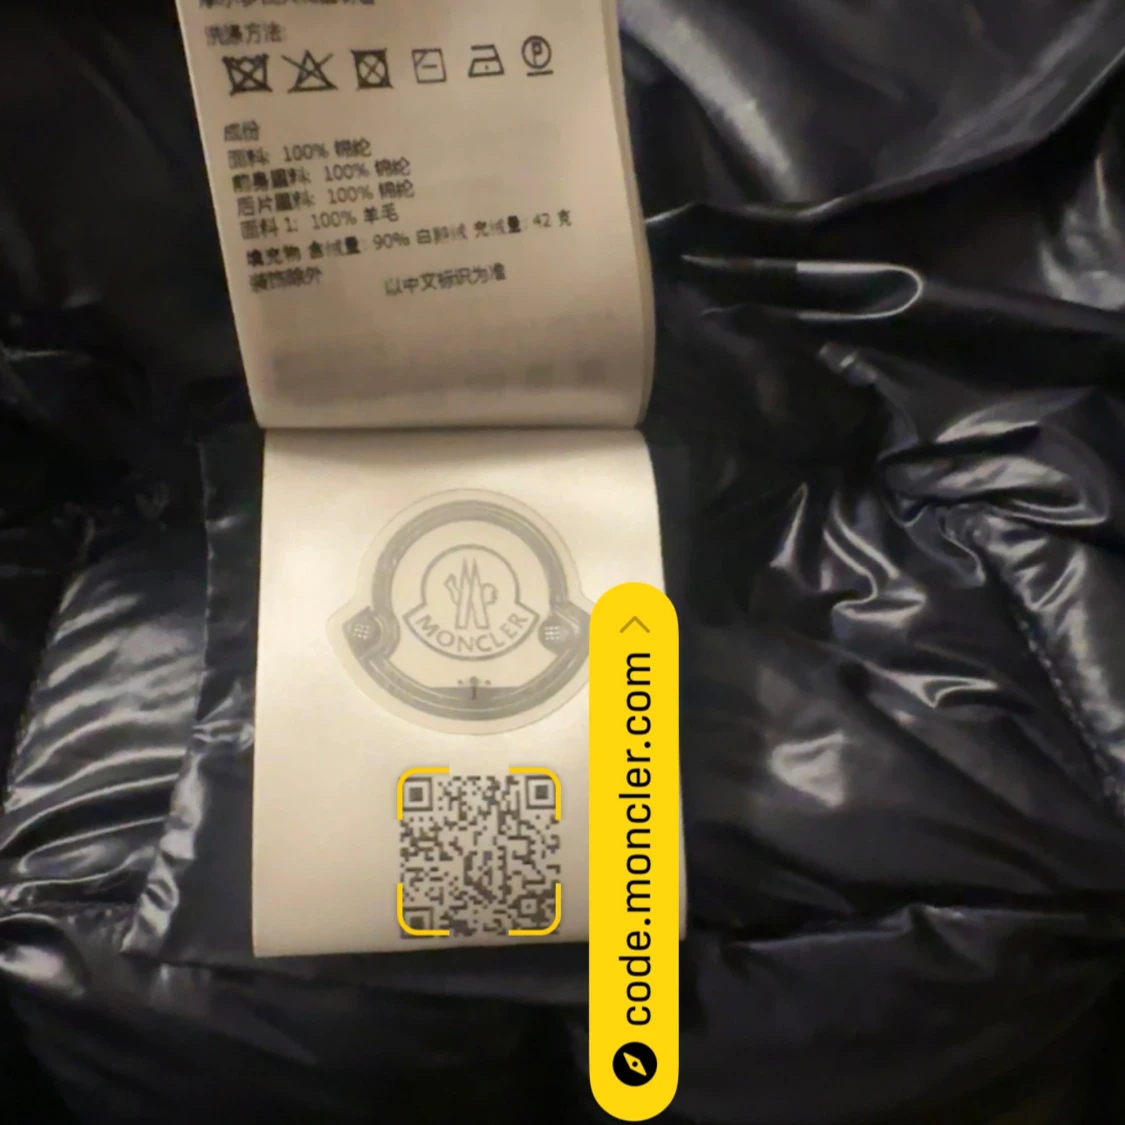 洗涤方法:
P
成份
面料: 100% 锦纶
前身里料: 100% 锦纶
后片里料: 100% 锦纶
面料 1: 100% 羊毛
填充物 含绒量: 90% 白鹅绒 充绒量: 42 克
装饰除外
以中文标识为准
MONCLER
code.moncler.com